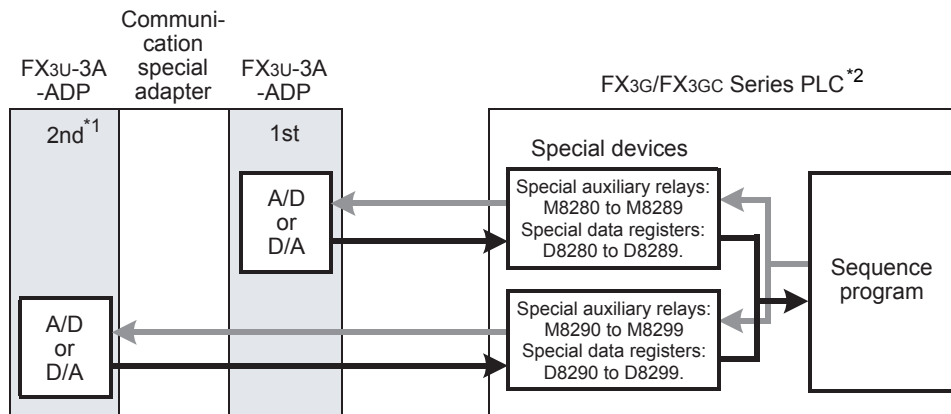 Communi-
cation
special
adapter
FX3U-3A
-ADP
FX3U-3A
-ADP
FX3G/FX3GC Series PLC*2
2nd*1
1st
Special devices
A/D
or
D/A
Special auxiliary relays:
M8280 to M8289
Special data registers:
D8280 to D8289.
Sequence
program
A/D
or
D/A
Special auxiliary relays:
M8290 to M8299
Special data registers:
D8290 to D8299.